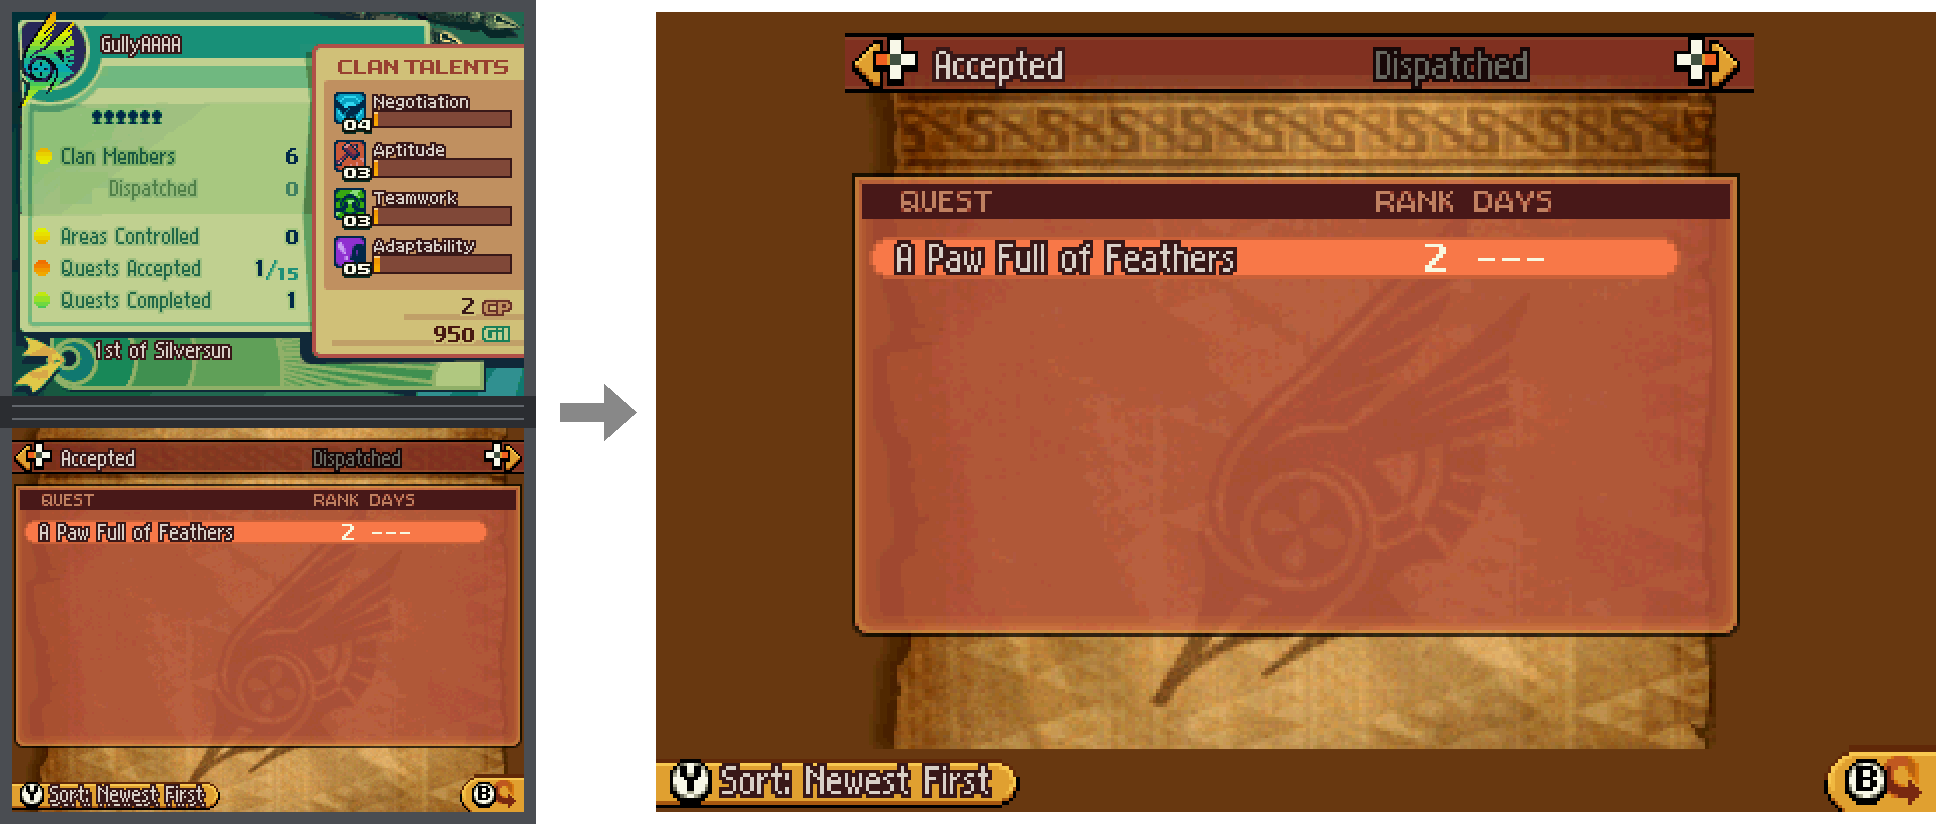 GullyAAAA
CLAN TALENTS
Negotiation
04
Aptitude
03
Teamwork
03
Adaptability
05
2 CP
950 Gil
Clan Members 6
Dispatched 0
Areas Controlled 0
Quests Accepted 1/15
Quests Completed 1
1st of Silversun
Accepted Dispatched
QUEST RANK DAYS
A Paw Full of Feathers 2 ---
Y Sort: Newest First B
Accepted Dispatched
QUEST RANK DAYS
A Paw Full of Feathers 2 ---
Y Sort: Newest First B